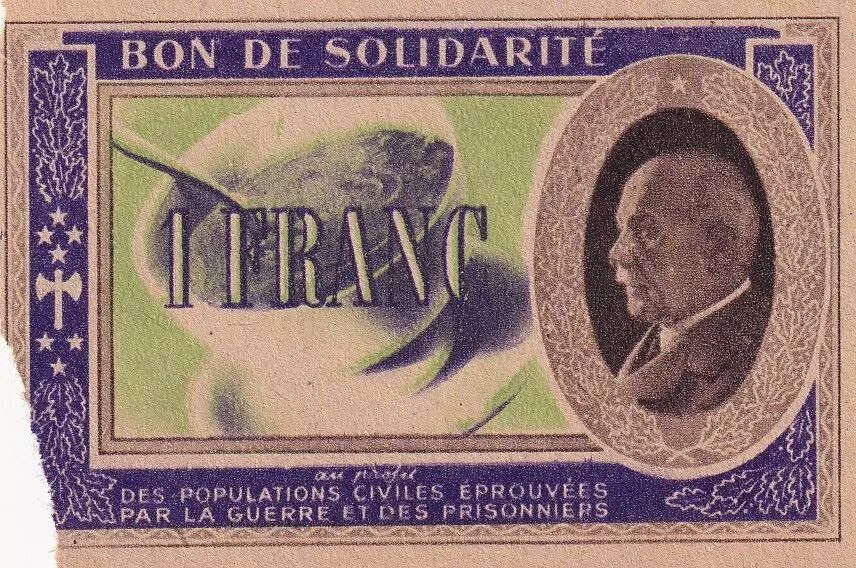 BON DE SOLIDARITÉ
1 FRANC
au profit
DES POPULATIONS CIVILES ÉPROUVÉES
PAR LA GUERRE ET DES PRISONNIERS